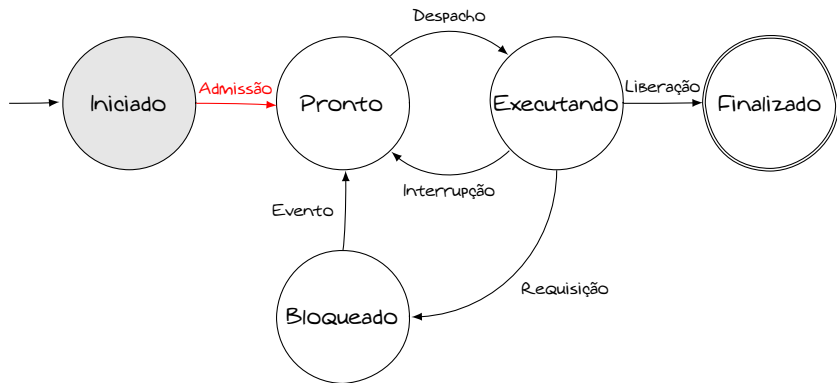 Despacho
Admissão
Liberação
Iniciado
Pronto
Executando
Finalizado
Interrupção
Evento
Requisição
Bloqueado